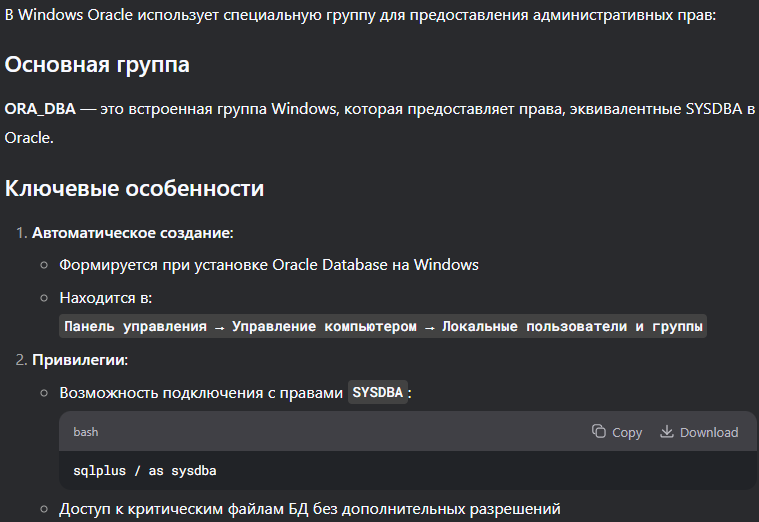 В Windows Oracle использует специальную группу для предоставления административных прав:
Основная группа
ORA_DBA — это встроенная группа Windows, которая предоставляет права, эквивалентные SYSDBA в
Oracle.
Ключевые особенности
1. Автоматическое создание:
Формируется при установке Oracle Database на Windows
Находится в:
Панель управления → Управление компьютером → Локальные пользователи и группы
2. Привилегии:
Возможность подключения с правами SYSDBA:
bash Copy Download
sqlplus / as sysdba
Доступ к критическим файлам БД без дополнительных разрешений